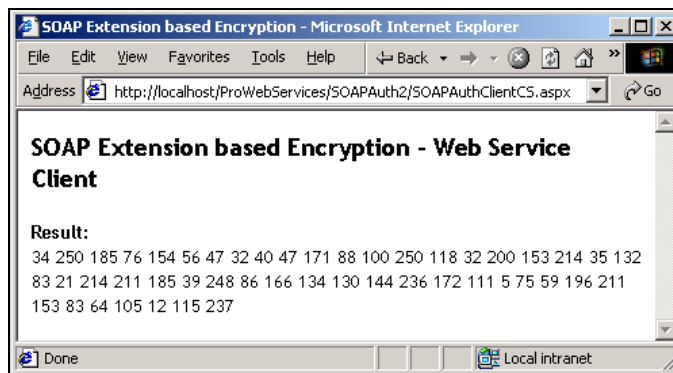 SOAP Extension based Encryption - Microsoft Internet Explorer
File Edit View Favorites Tools Help Back »
Address http://localhost/ProWebServices/SOAPAuth2/SOAPAuthClientCS.aspx Go
SOAP Extension based Encryption - Web Service
Client
Result:
34 250 185 76 154 56 47 32 40 47 171 88 100 250 118 32 200 153 214 35 132
83 21 214 211 185 39 248 86 166 134 130 144 236 172 111 5 75 59 196 211
153 83 64 105 12 115 237
Done Local intranet